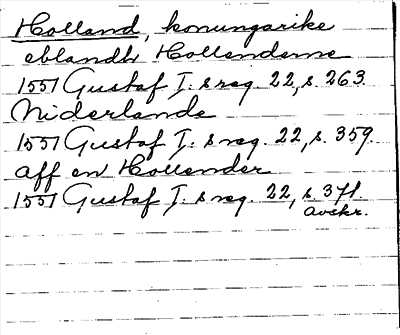 Holland, konungarike
eblandh Hollenderne
1551 Gustaf I:s reg. 22, s. 263.
Niderlande
1551 Gustaf I:s reg. 22, s. 359.
aff en Hollender
1551 Gustaf I:s reg. 22, s. 371.
avskr.